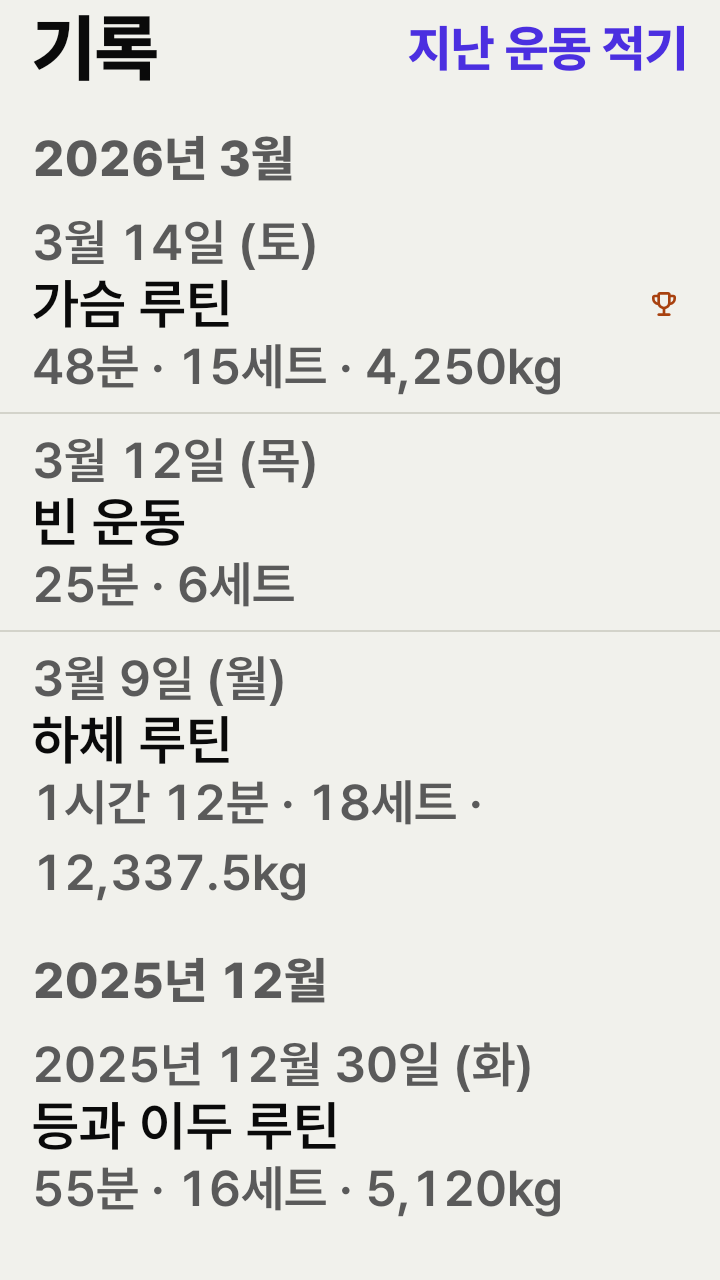 기록
지난 운동 적기
2026년 3월
3월 14일 (토)
가슴 루틴
48분 · 15세트 · 4,250kg
3월 12일 (목)
빈 운동
25분 · 6세트
3월 9일 (월)
하체 루틴
1시간 12분 · 18세트 ·
12,337.5kg
2025년 12월
2025년 12월 30일 (화)
등과 이두 루틴
55분 · 16세트 · 5,120kg